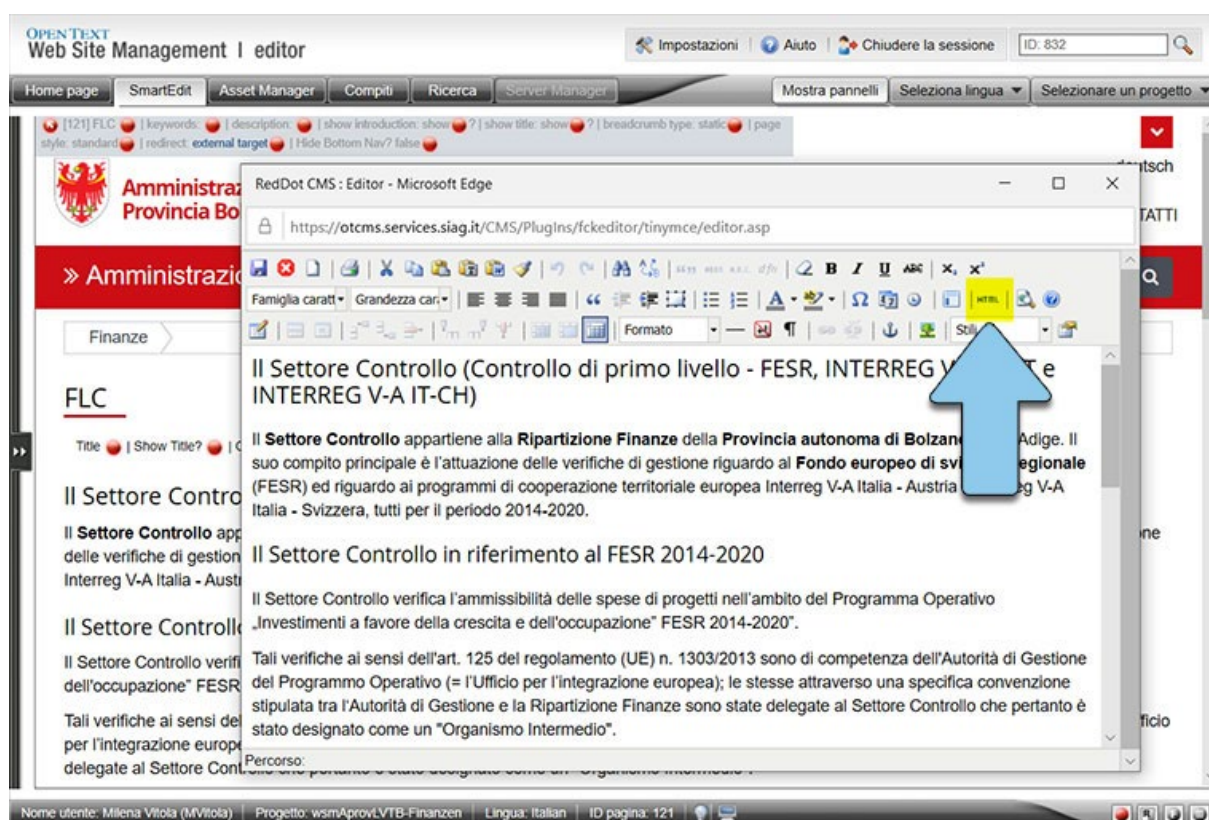 OPEN TEXT
Web Site Management | editor
Impostazioni | Aiuto | Chiudere la sessione
ID: 832
Home page SmartEdit Asset Manager Compiti Ricerca Server Manager
Mostra pannelli Seleziona lingua Selezionare un progetto
[121] FLC | keywords: | description: | show introduction: show ? | show title: show ? | breadcrumb type: static | page
style: standard | redirect: external target | Hide Bottom Nav? false
Amministraz
Provincia Bo
TATTI
» Amministrazio
Finanze
FLC
Title | Show Title? |
Il Settore Contro
Il Settore Controllo app
delle verifiche di gestion
Interreg V-A Italia - Aust
Il Settore Controll
Il Settore Controllo verifi
dell'occupazione" FESR
Tali verifiche ai sensi del
per l'integrazione europe
delegate al Settore Con
ne
ficio
RedDot CMS : Editor - Microsoft Edge
https://otcms.services.siag.it/CMS/PlugIns/fckeditor/tinymce/editor.asp
B I U ABC x, x²
Famiglia caratt Grandezza car. A HTML
Formato
Il Settore Controllo (Controllo di primo livello - FESR, INTERREG V e
INTERREG V-A IT-CH)
Il Settore Controllo appartiene alla Ripartizione Finanze della Provincia autonoma di Bolzan Adige. Il
suo compito principale è l'attuazione delle verifiche di gestione riguardo al Fondo europeo di svi egionale
(FESR) ed riguardo ai programmi di cooperazione territoriale europea Interreg V-A Italia - Austria eg V-A
Italia - Svizzera, tutti per il periodo 2014-2020.
Il Settore Controllo in riferimento al FESR 2014-2020
Il Settore Controllo verifica l'ammissibilità delle spese di progetti nell'ambito del Programma Operativo
„Investimenti a favore della crescita e dell'occupazione" FESR 2014-2020".
Tali verifiche ai sensi dell'art. 125 del regolamento (UE) n. 1303/2013 sono di competenza dell'Autorità di Gestione
del Programmo Operativo (= l'Ufficio per l'integrazione europea); le stesse attraverso una specifica convenzione
stipulata tra l'Autorità di Gestione e la Ripartizione Finanze sono state delegate al Settore Controllo che pertanto è
stato designato come un "Organismo Intermedio".
Percorso:
Nome utente: Milena Vitola (MVitola) | Progetto: wsmAprovLVTB-Finanzen | Lingua: Italian | ID pagina: 121